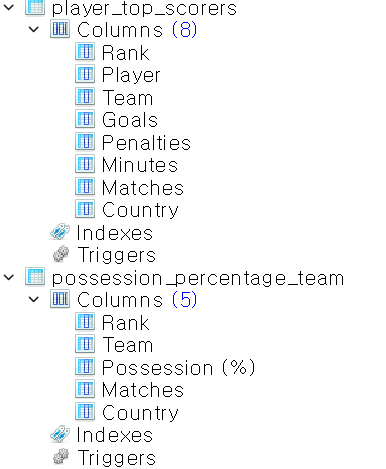 player_top_scorers
Columns (8)
Rank
Player
Team
Goals
Penalties
Minutes
Matches
Country
Indexes
Triggers
possession_percentage_team
Columns (5)
Rank
Team
Possession (%)
Matches
Country
Indexes
Triggers